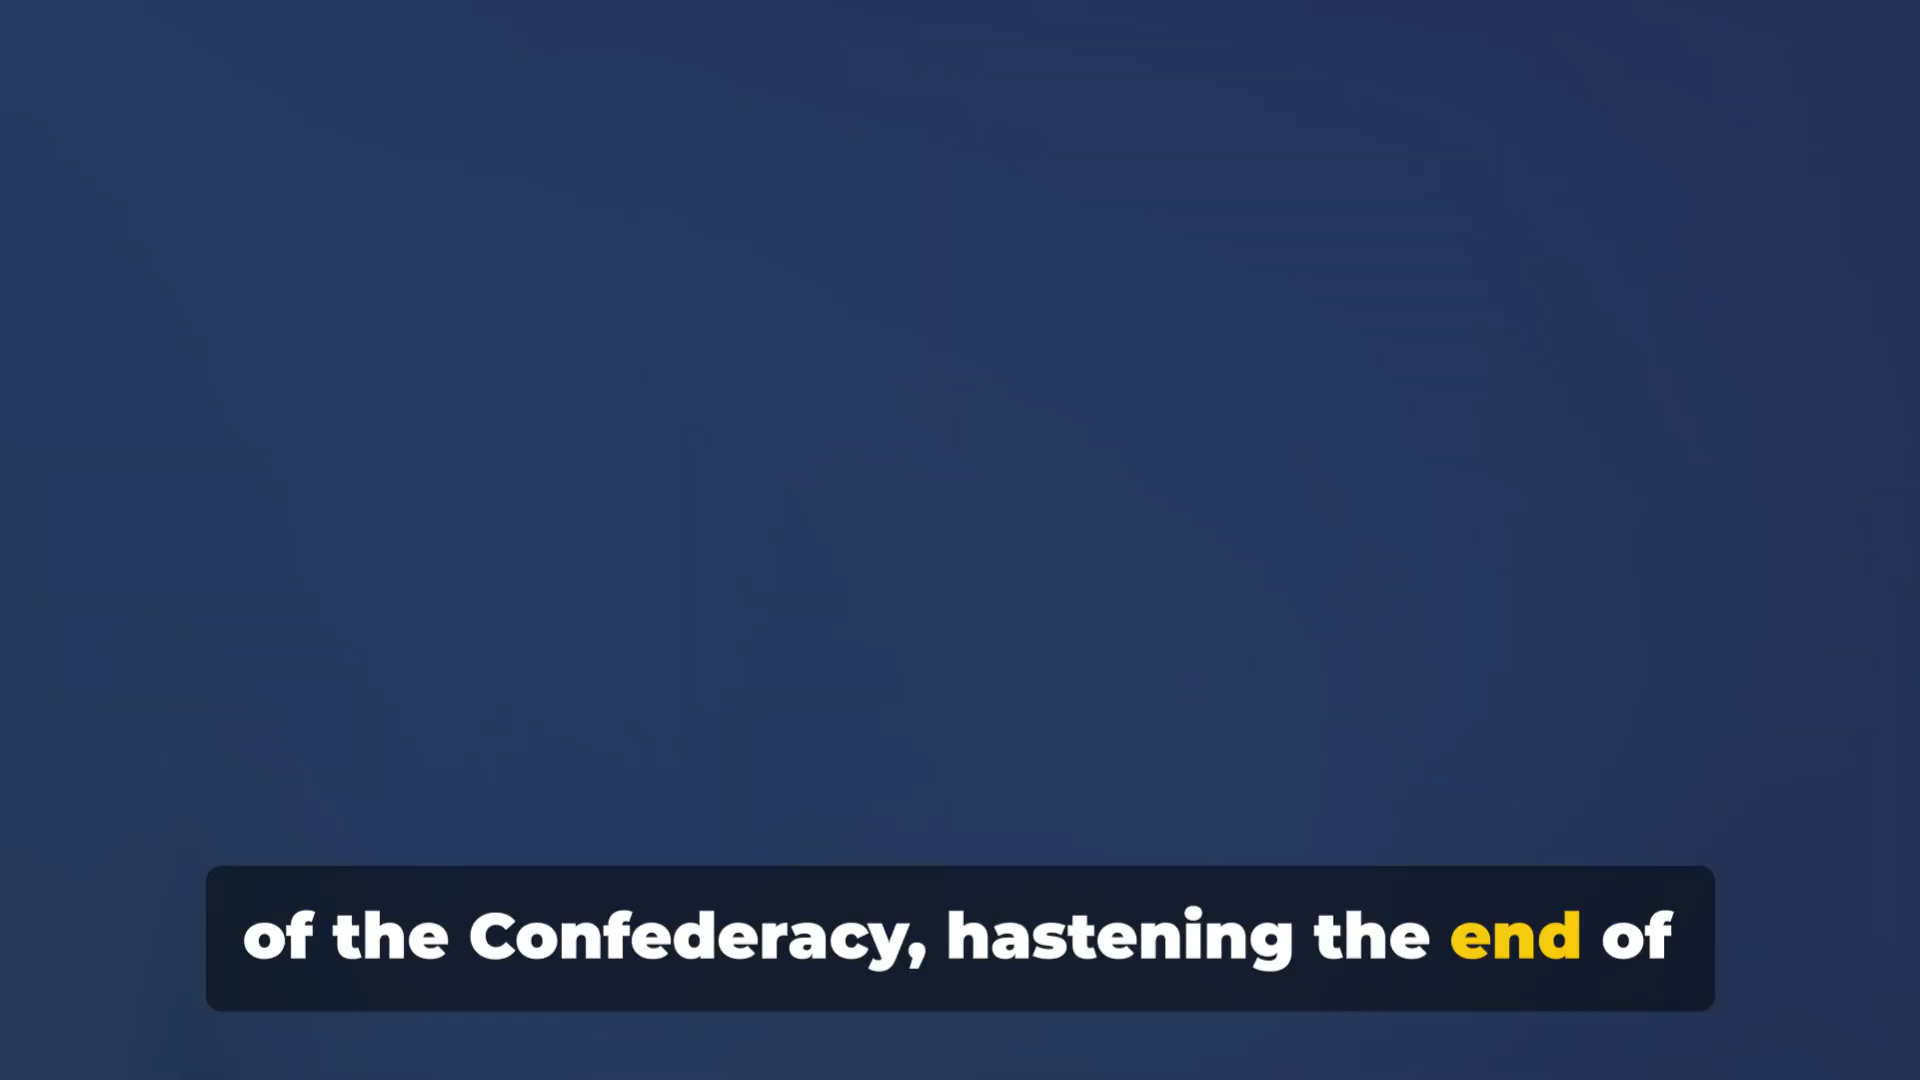 of the Confederacy, hastening the end of